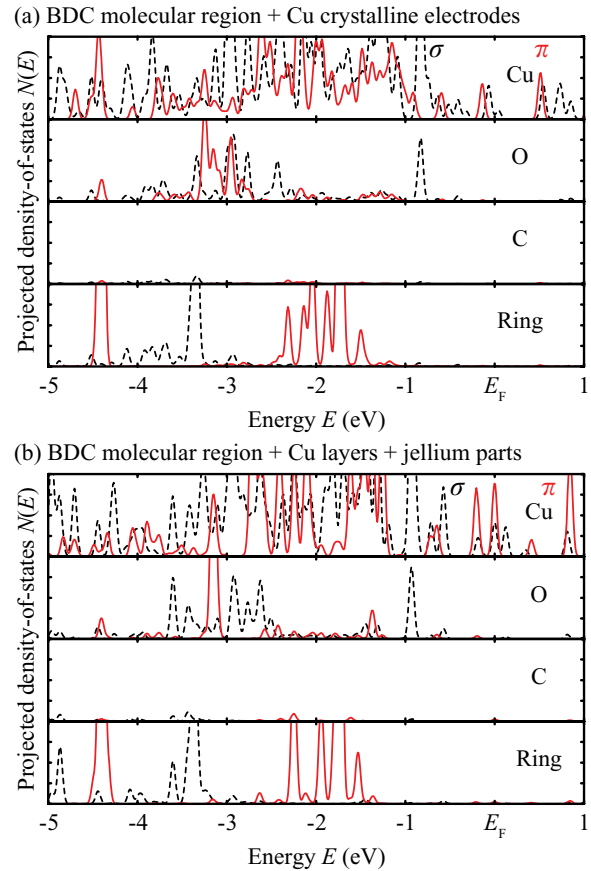 (a) BDC molecular region + Cu crystalline electrodes
σ π
Cu
O
C
Ring
Projected density-of-states N(E)
-5 -4 -3 -2 -1 E_F 1
Energy E (eV)
(b) BDC molecular region + Cu layers + jellium parts
σ π
Cu
O
C
Ring
Projected density-of-states N(E)
-5 -4 -3 -2 -1 E_F 1
Energy E (eV)